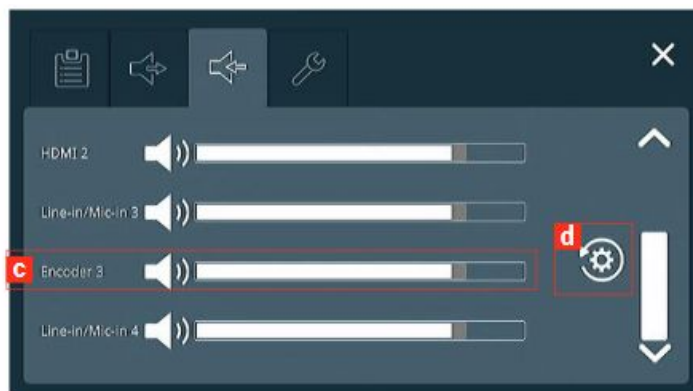 HDMI 2
Line-in/Mic-in 3
d
c Encoder 3
Line-in/Mic-in 4